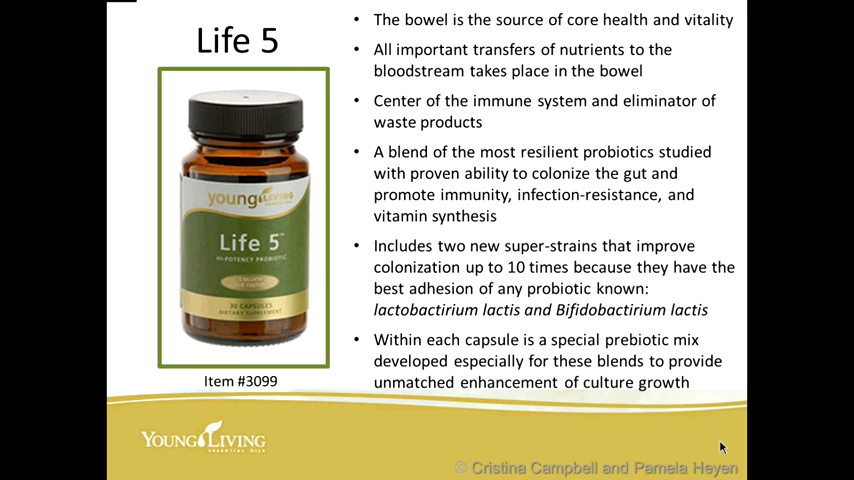 Life 5
young LIVING
Life 5™
HI-POTENCY PROBIOTIC
30 CAPSULES
DIETARY SUPPLEMENT
Item #3099
• The bowel is the source of core health and vitality
• All important transfers of nutrients to the
bloodstream takes place in the bowel
• Center of the immune system and eliminator of
waste products
• A blend of the most resilient probiotics studied
with proven ability to colonize the gut and
promote immunity, infection-resistance, and
vitamin synthesis
• Includes two new super-strains that improve
colonization up to 10 times because they have the
best adhesion of any probiotic known:
lactobactirium lactis and Bifidobactirium lactis
• Within each capsule is a special prebiotic mix
developed especially for these blends to provide
unmatched enhancement of culture growth
YOUNG LIVING
ESSENTIAL OILS
© Cristina Campbell and Pamela Heyen